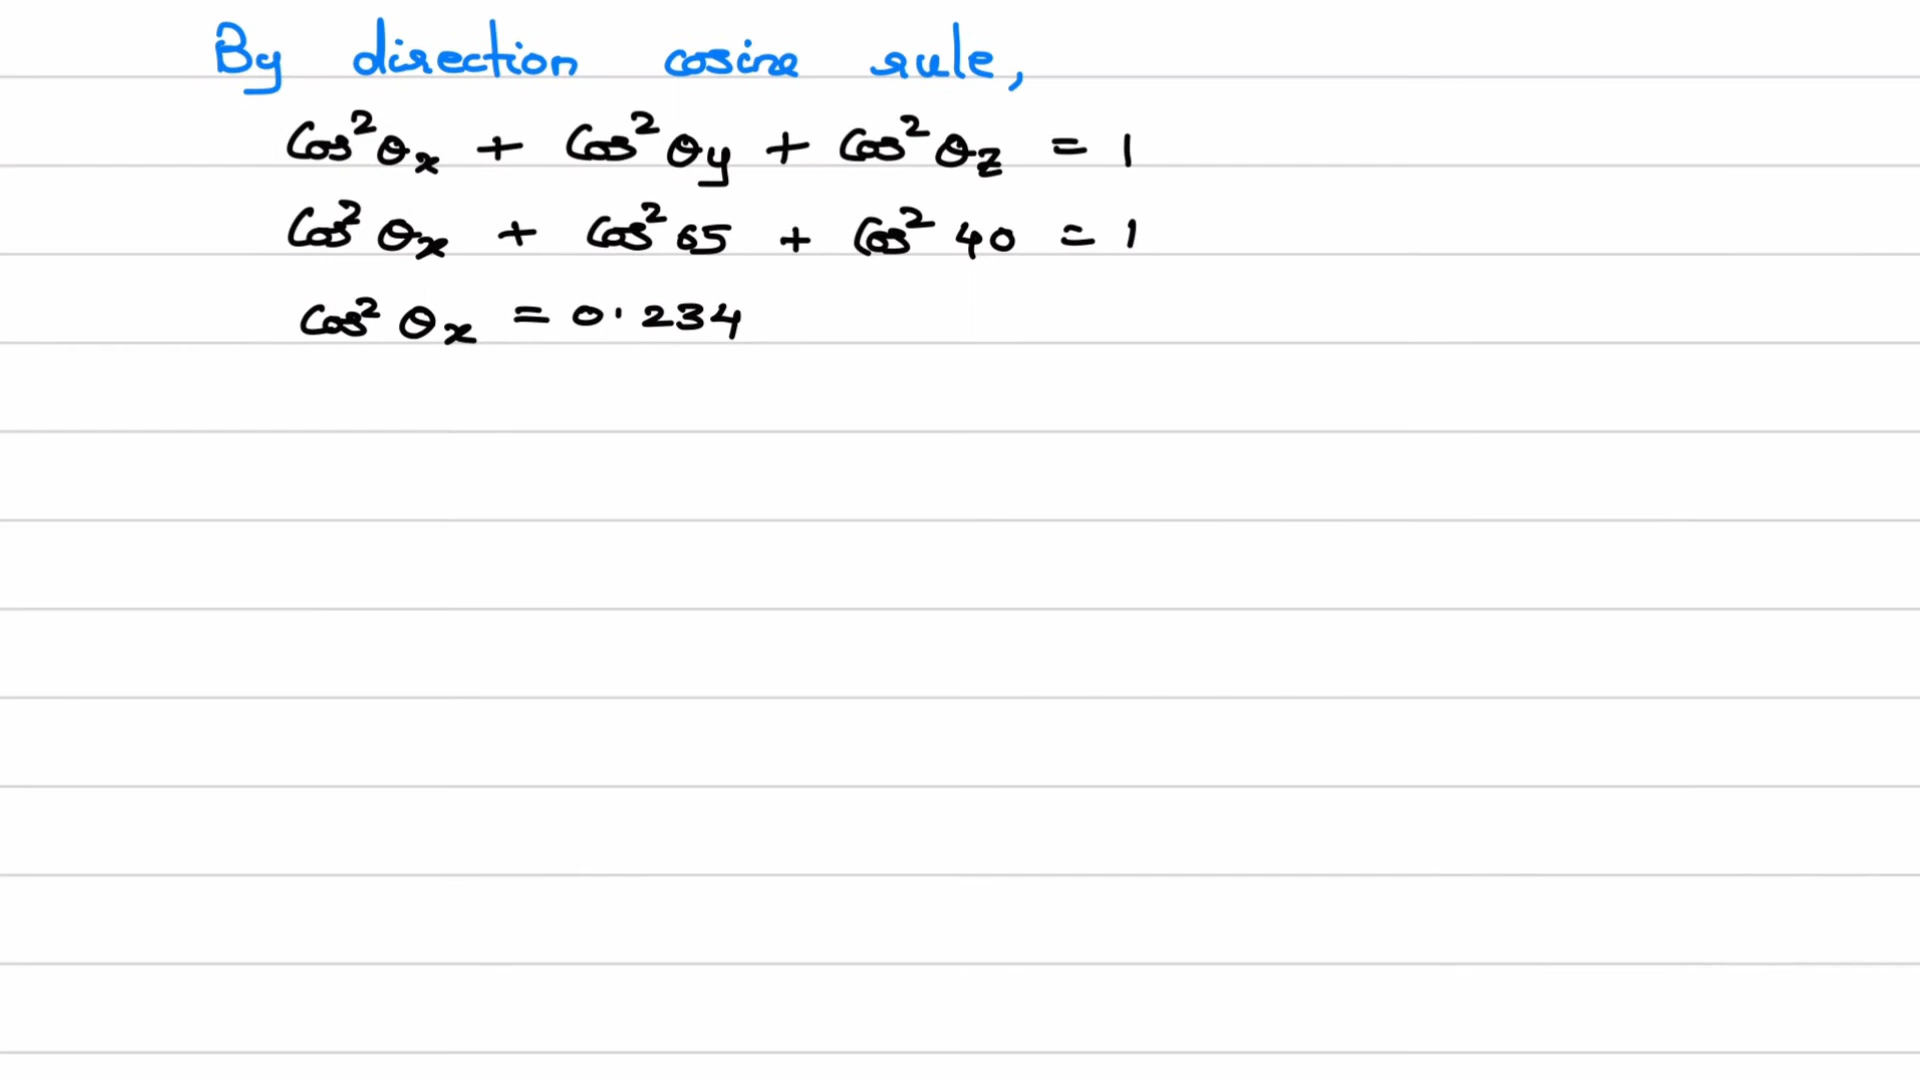 By direction cosine rule,
Cos²θx + Cos²θy + Cos²θz = 1
Cos²θx + Cos²65 + Cos²40 = 1
Cos²θx = 0.234